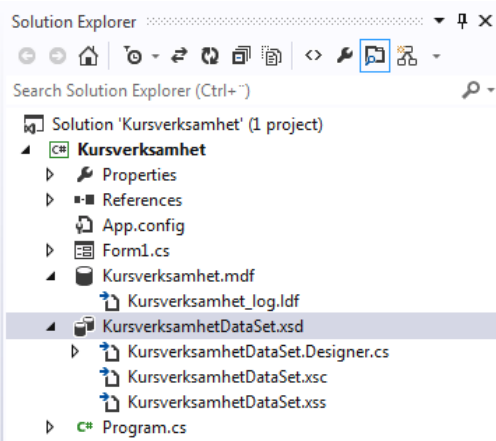 Solution Explorer
Search Solution Explorer (Ctrl+¨)
Solution 'Kursverksamhet' (1 project)
C# Kursverksamhet
Properties
References
App.config
Form1.cs
Kursverksamhet.mdf
Kursverksamhet_log.ldf
KursverksamhetDataSet.xsd
KursverksamhetDataSet.Designer.cs
KursverksamhetDataSet.xsc
KursverksamhetDataSet.xss
C# Program.cs